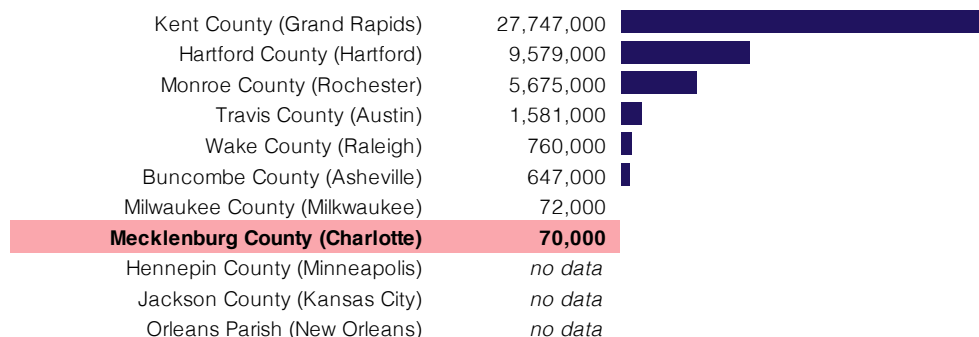 Kent County (Grand Rapids) 27,747,000
Hartford County (Hartford) 9,579,000
Monroe County (Rochester) 5,675,000
Travis County (Austin) 1,581,000
Wake County (Raleigh) 760,000
Buncombe County (Asheville) 647,000
Milwaukee County (Milkwaukee) 72,000
Mecklenburg County (Charlotte) 70,000
Hennepin County (Minneapolis) no data
Jackson County (Kansas City) no data
Orleans Parish (New Orleans) no data